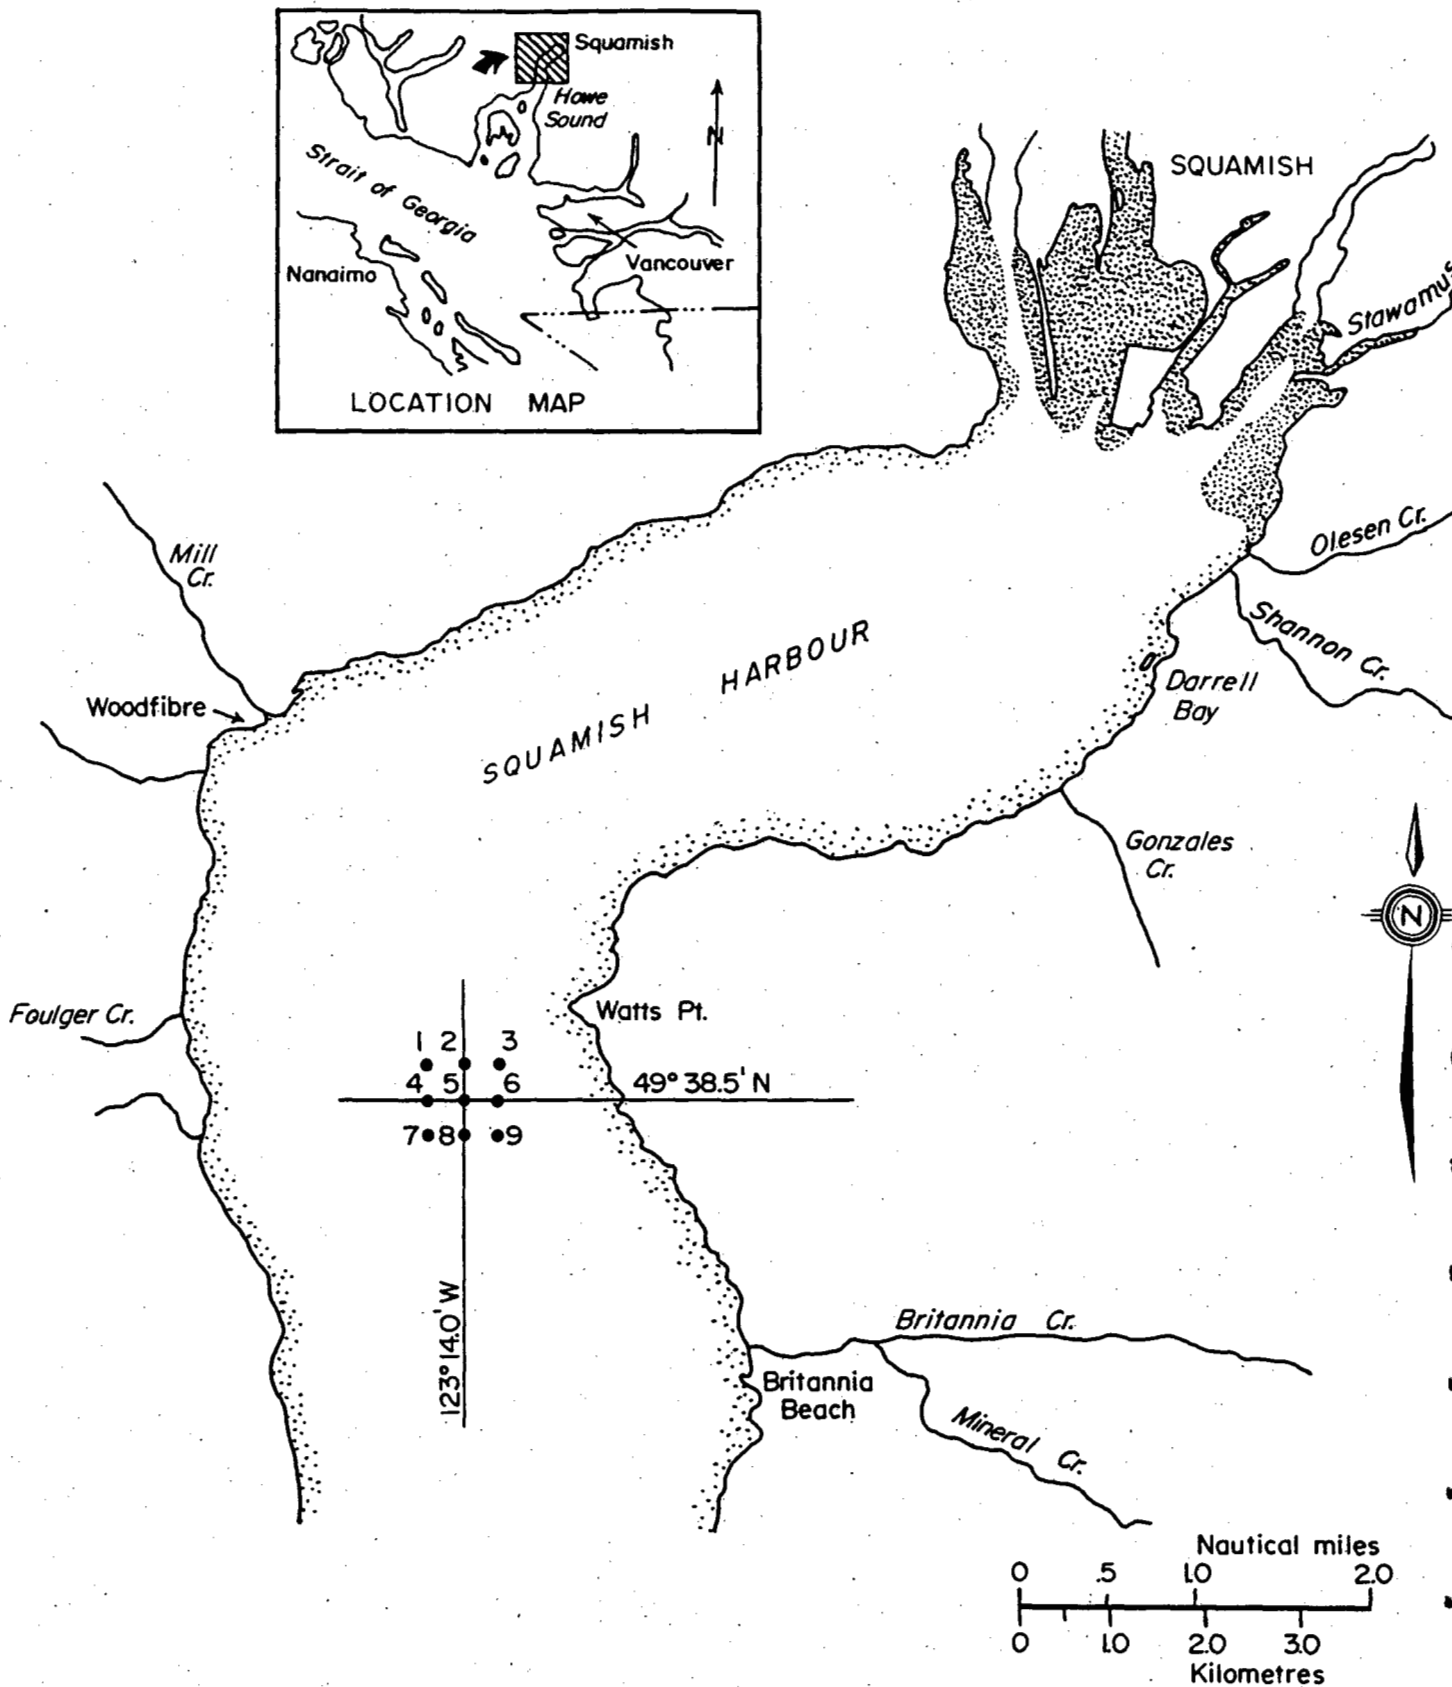 Squamish
Howe
Sound
N
Strait of Georgia
Nanaimo
Vancouver
LOCATION MAP
SQUAMISH
Stawamus
Mill
Cr.
Olesen Cr.
Shannon Cr.
Woodfibre
Darrell
Bay
SQUAMISH HARBOUR
Gonzales
Cr.
N
Foulger Cr.
Watts Pt.
1 2 3
4 5 6
49° 38.5' N
7 8 9
123° 14.0' W
Britannia Cr.
Britannia
Beach
Mineral Cr.
Nautical miles
0 .5 1.0 2.0
0 1.0 2.0 3.0
Kilometres